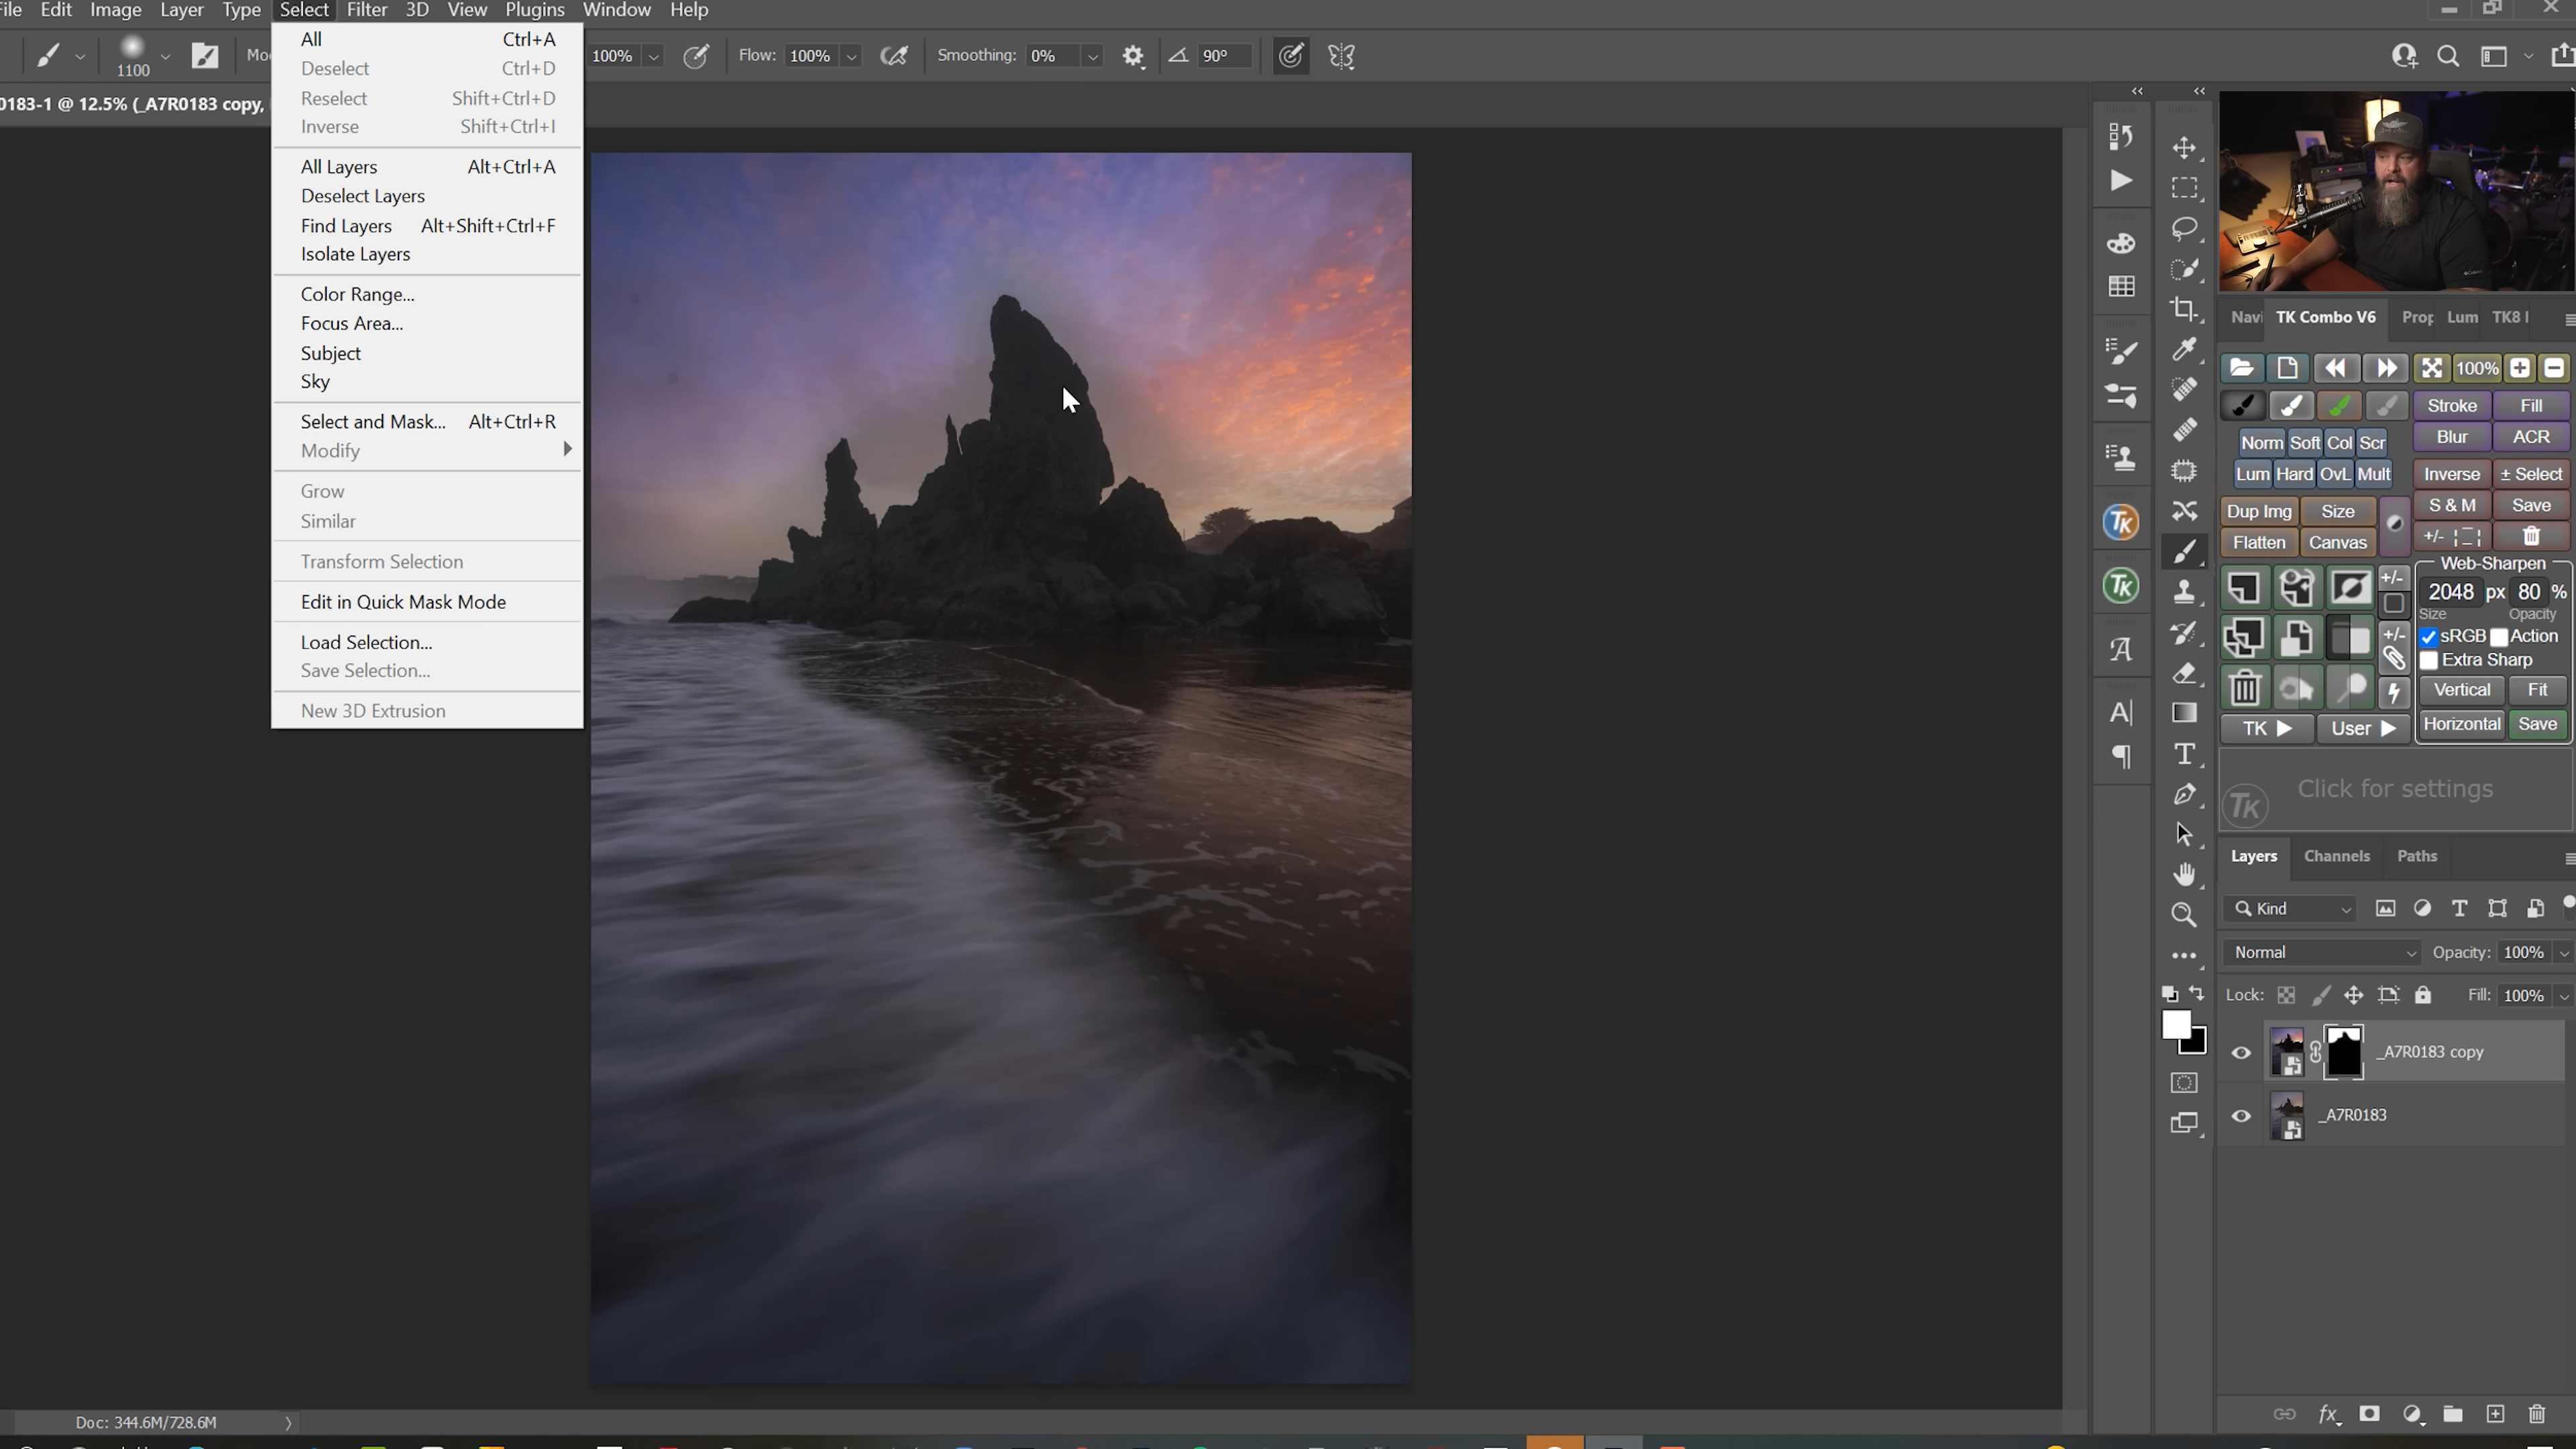 File Edit Image Layer Type Select Filter 3D View Plugins Window Help
1100 100% Flow: 100% Smoothing: 0% 90°
0183-1 @ 12.5% (_A7R0183 copy,
All Ctrl+A
Deselect Ctrl+D
Reselect Shift+Ctrl+D
Inverse Shift+Ctrl+I
All Layers Alt+Ctrl+A
Deselect Layers
Find Layers Alt+Shift+Ctrl+F
Isolate Layers
Color Range...
Focus Area...
Subject
Sky
Select and Mask... Alt+Ctrl+R
Modify
Grow
Similar
Transform Selection
Edit in Quick Mask Mode
Load Selection...
Save Selection...
New 3D Extrusion
Navi TK Combo V6 Prop Lum TK8
100%
Stroke Fill
Blur ACR
Norm Soft Col Scr
Lum Hard OvL Mult
Inverse ± Select
S & M Save
Dup Img Size
Flatten Canvas
+/-
Web-Sharpen
2048 px 80 %
Size Opacity
sRGB Action
Extra Sharp
Vertical Fit
Horizontal Save
+/-
+/-
TK ▶ User ▶
TK Click for settings
TK
TK
A
A|
¶
T
Layers Channels Paths
Kind
Normal Opacity: 100%
Lock: Fill: 100%
_A7R0183 copy
_A7R0183
fx
Doc: 344.6M/728.6M